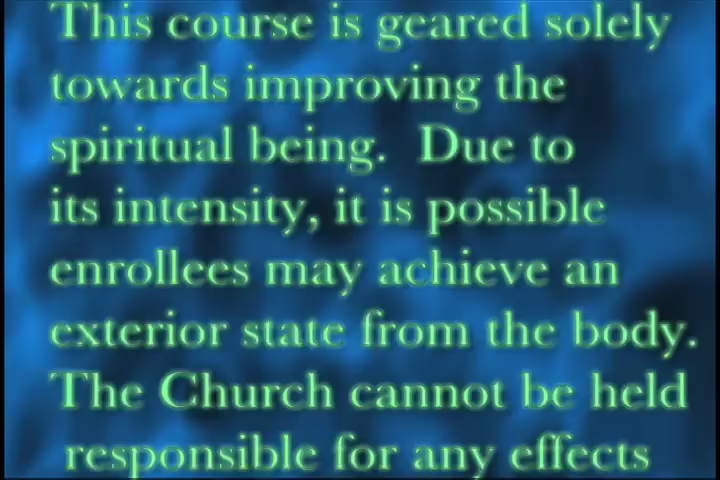 This course is geared solely
towards improving the
spiritual being.  Due to
its intensity, it is possible
enrollees may achieve an
exterior state from the body.
The Church cannot be held
responsible for any effects